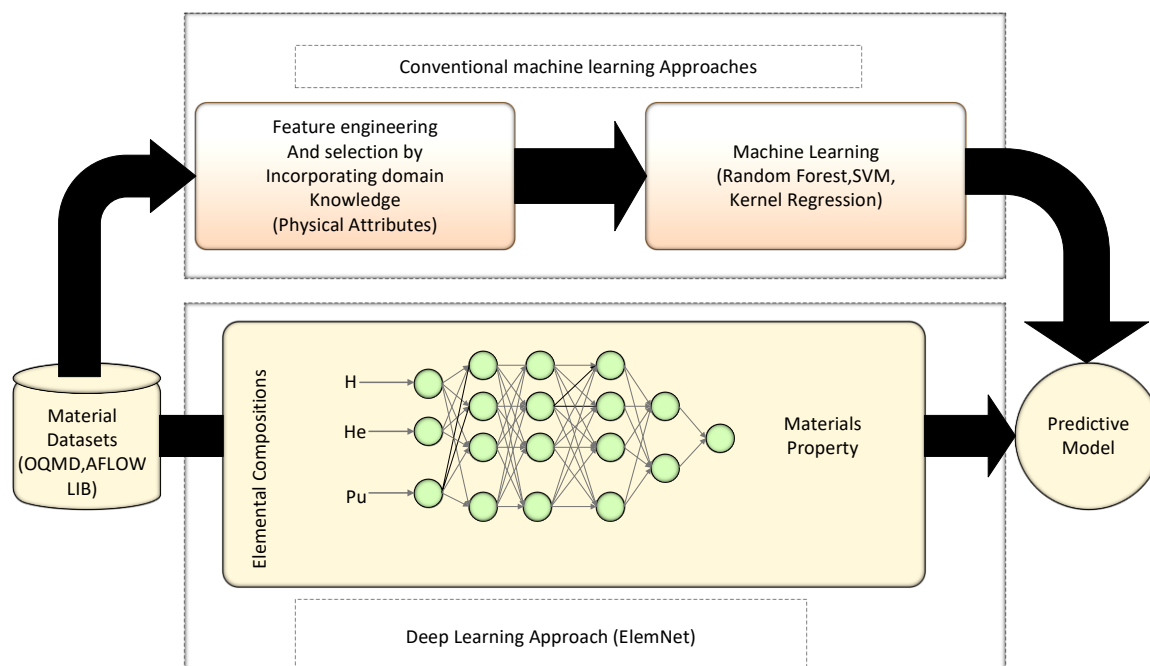 Conventional machine learning Approaches
Feature engineering
And selection by
Incorporating domain
Knowledge
(Physical Attributes)
Machine Learning
(Random Forest,SVM,
Kernel Regression)
Material
Datasets
(OQMD,AFLOW
LIB)
Elemental Compositions
H
He
Pu
Materials
Property
Predictive
Model
Deep Learning Approach (ElemNet)